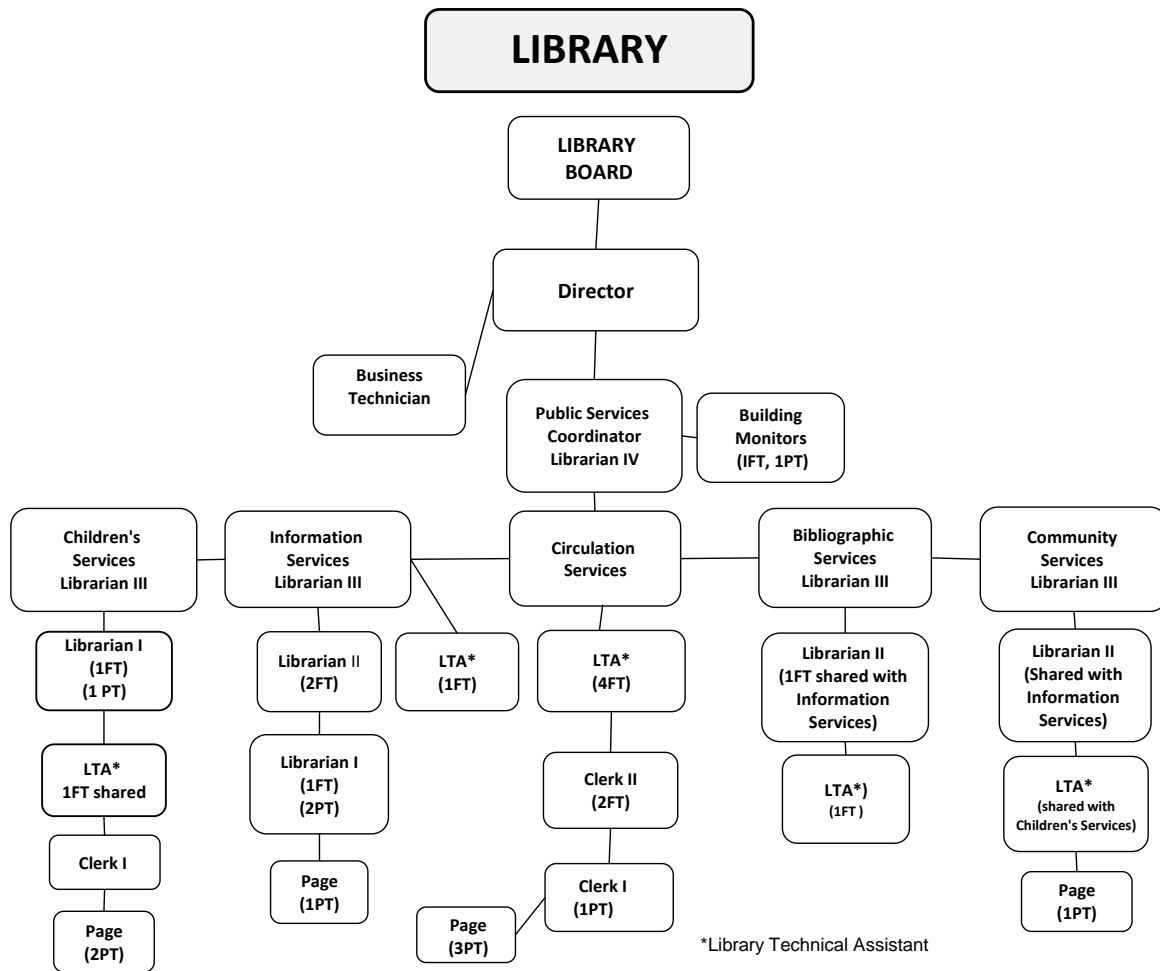 LIBRARY
LIBRARY
BOARD
Director
Business
Technician
Public Services
Coordinator
Librarian IV
Building
Monitors
(IFT, 1PT)
Children's
Services
Librarian III
Information
Services
Librarian III
Circulation
Services
Bibliographic
Services
Librarian III
Community
Services
Librarian III
Librarian I
(1FT)
(1 PT)
Librarian II
(2FT)
LTA*
(1FT)
LTA*
(4FT)
Librarian II
(1FT shared with
Information
Services)
Librarian II
(Shared with
Information
Services)
LTA*
1FT shared
Librarian I
(1FT)
(2PT)
Clerk II
(2FT)
LTA*)
(1FT )
LTA*
(shared with
Children's Services)
Clerk I
Page
(1PT)
Clerk I
(1PT)
Page
(1PT)
Page
(2PT)
Page
(3PT)
*Library Technical Assistant